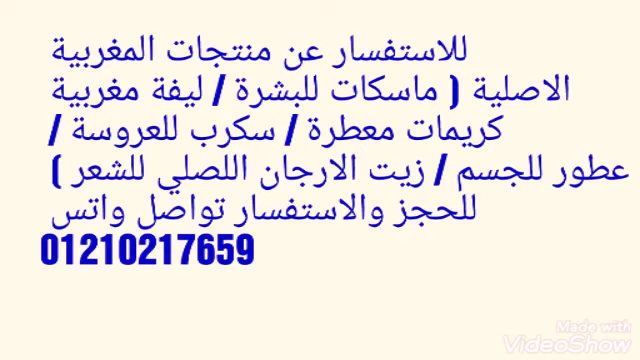 للاستفسار عن منتجات المغربية
الاصلية ( ماسكات للبشرة / ليفة مغربية
كريمات معطرة / سكرب للعروسة /
عطور للجسم / زيت الارجان اللصلي للشعر )
للحجز والاستفسار تواصل واتس
01210217659
Made with
VideoShow